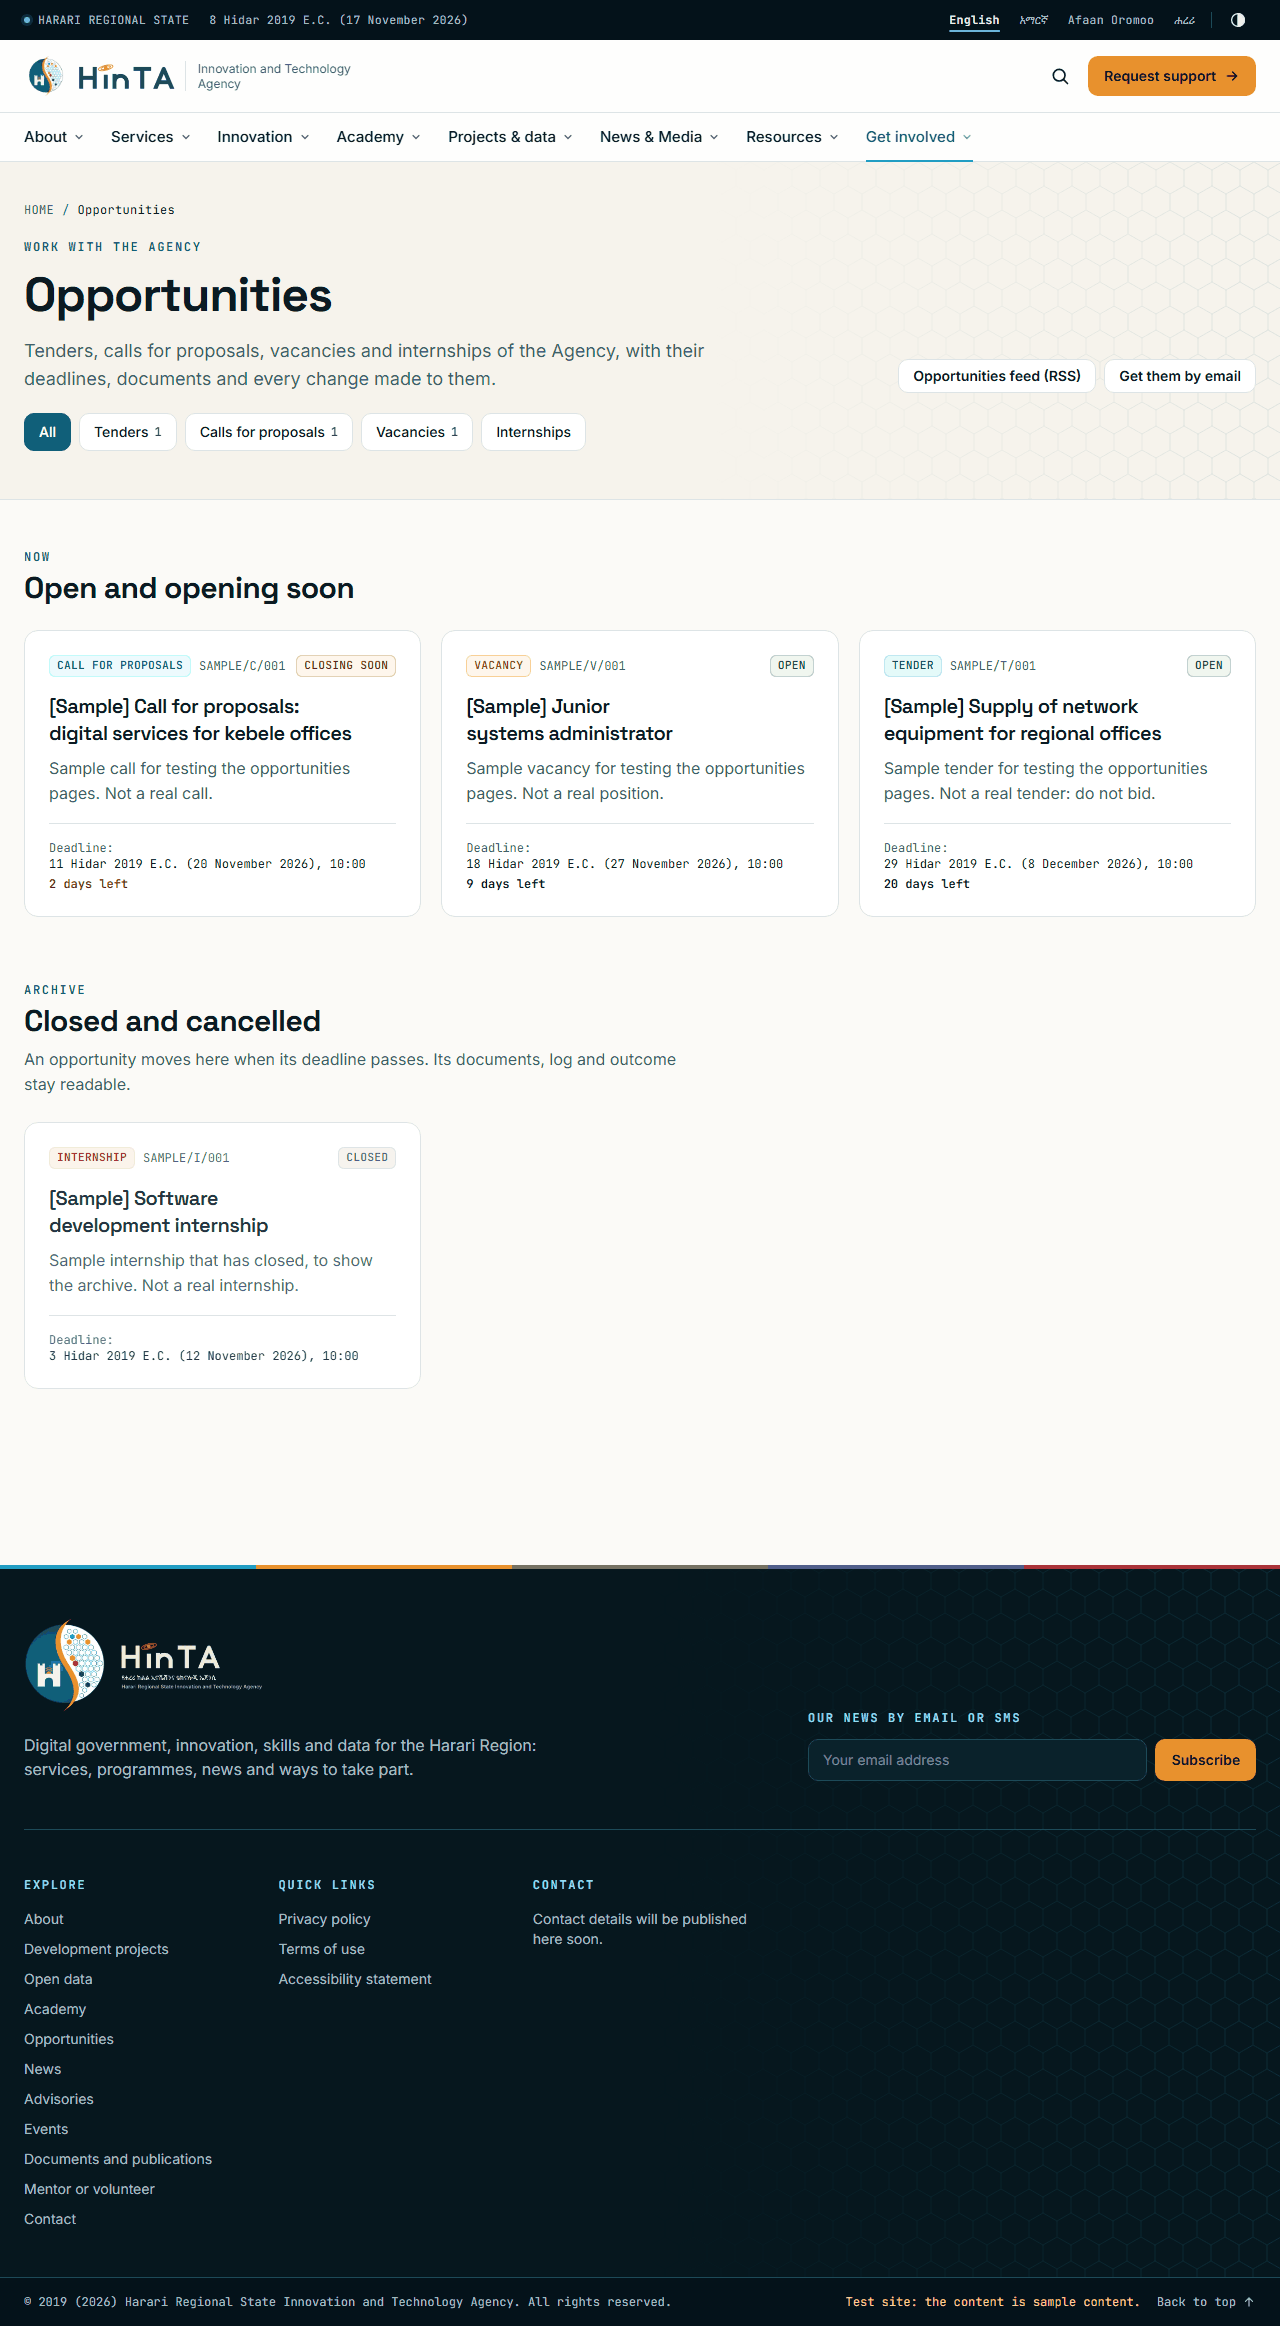 HARARI REGIONAL STATE 8 Hidar 2019 E.C. (17 November 2026) English አማርኛ Afaan Oromoo ሐረሪ
HinTA
Innovation and Technology
Agency
Request support →
About Services Innovation Academy Projects & data News & Media Resources Get involved
HOME / Opportunities
WORK WITH THE AGENCY
Opportunities
Tenders, calls for proposals, vacancies and internships of the Agency, with their
deadlines, documents and every change made to them.
Opportunities feed (RSS) Get them by email
All Tenders 1 Calls for proposals 1 Vacancies 1 Internships
NOW
Open and opening soon
CALL FOR PROPOSALS SAMPLE/C/001 CLOSING SOON
[Sample] Call for proposals:
digital services for kebele offices
Sample call for testing the opportunities
pages. Not a real call.
Deadline:
11 Hidar 2019 E.C. (20 November 2026), 10:00
2 days left
VACANCY SAMPLE/V/001 OPEN
[Sample] Junior
systems administrator
Sample vacancy for testing the opportunities
pages. Not a real position.
Deadline:
18 Hidar 2019 E.C. (27 November 2026), 10:00
9 days left
TENDER SAMPLE/T/001 OPEN
[Sample] Supply of network
equipment for regional offices
Sample tender for testing the opportunities
pages. Not a real tender: do not bid.
Deadline:
29 Hidar 2019 E.C. (8 December 2026), 10:00
20 days left
ARCHIVE
Closed and cancelled
An opportunity moves here when its deadline passes. Its documents, log and outcome
stay readable.
INTERNSHIP SAMPLE/I/001 CLOSED
[Sample] Software
development internship
Sample internship that has closed, to show
the archive. Not a real internship.
Deadline:
3 Hidar 2019 E.C. (12 November 2026), 10:00
HinTA
Harari Regional State Innovation and Technology Agency
Digital government, innovation, skills and data for the Harari Region:
services, programmes, news and ways to take part.
OUR NEWS BY EMAIL OR SMS
Your email address Subscribe
EXPLORE
About
Development projects
Open data
Academy
Opportunities
News
Advisories
Events
Documents and publications
Mentor or volunteer
Contact
QUICK LINKS
Privacy policy
Terms of use
Accessibility statement
CONTACT
Contact details will be published
here soon.
© 2019 (2026) Harari Regional State Innovation and Technology Agency. All rights reserved.
Test site: the content is sample content. Back to top ↑